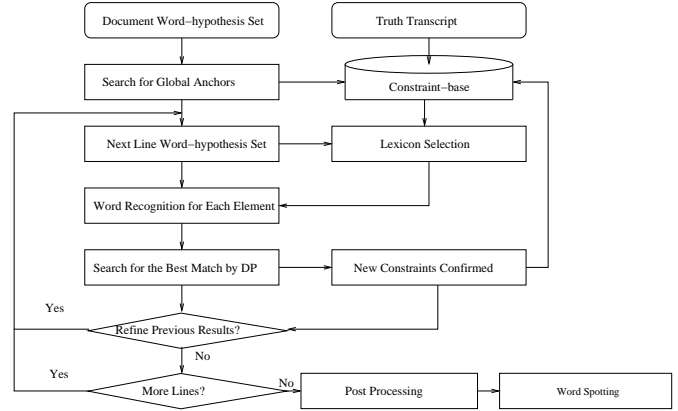 Document Word−hypothesis Set
Truth Transcript
Search for Global Anchors
Constraint−base
Next Line Word−hypothesis Set
Lexicon Selection
Word Recognition for Each Element
Search for the Best Match by DP
New Constraints Confirmed
Yes
Refine Previous Results?
No
Yes
More Lines?
No
Post Processing
Word Spotting